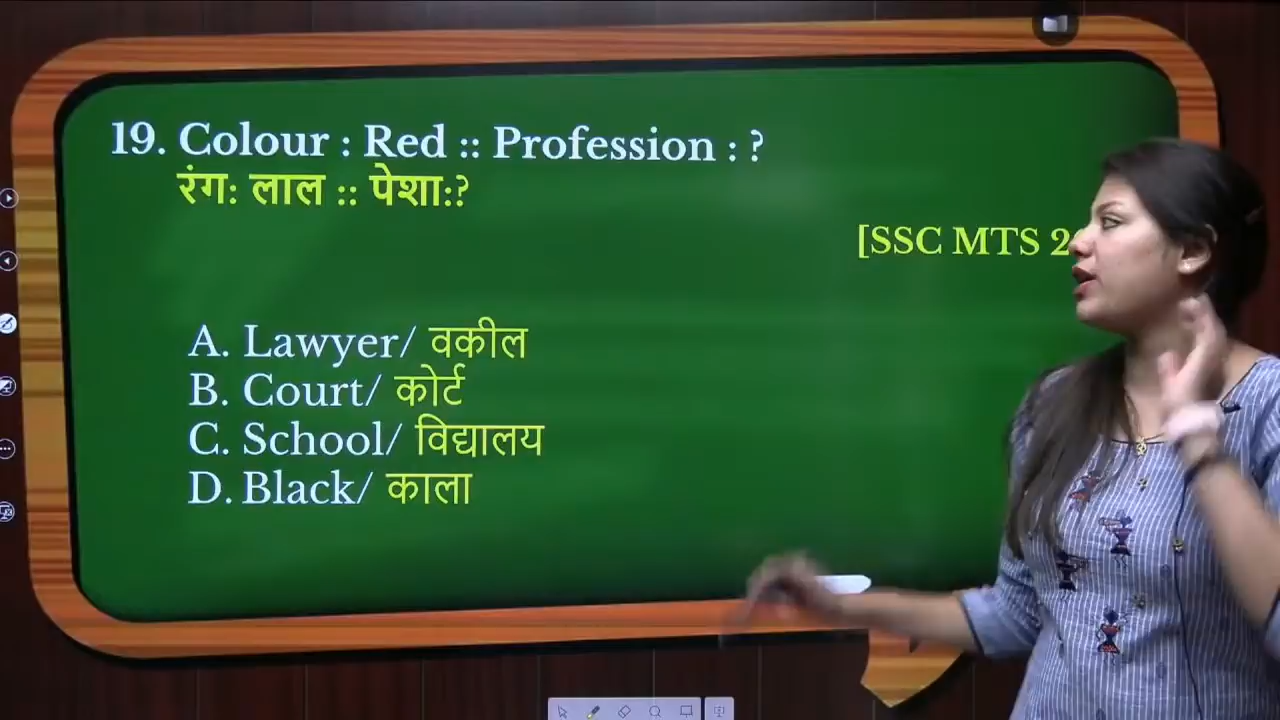 19. Colour : Red :: Profession : ?
रंग: लाल :: पेशा:?
[SSC MTS
A. Lawyer/ वकील
B. Court/ कोर्ट
C. School/ विद्यालय
D. Black/ काला